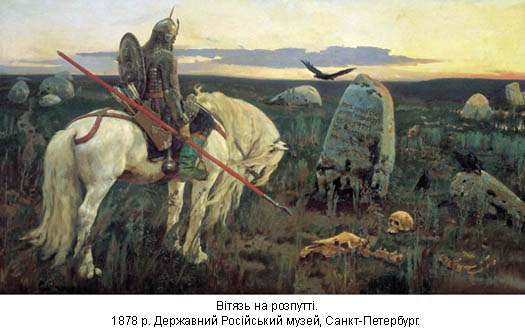 Вітязь на розпутті.
1878 р. Державний Російський музей, Санкт-Петербург.